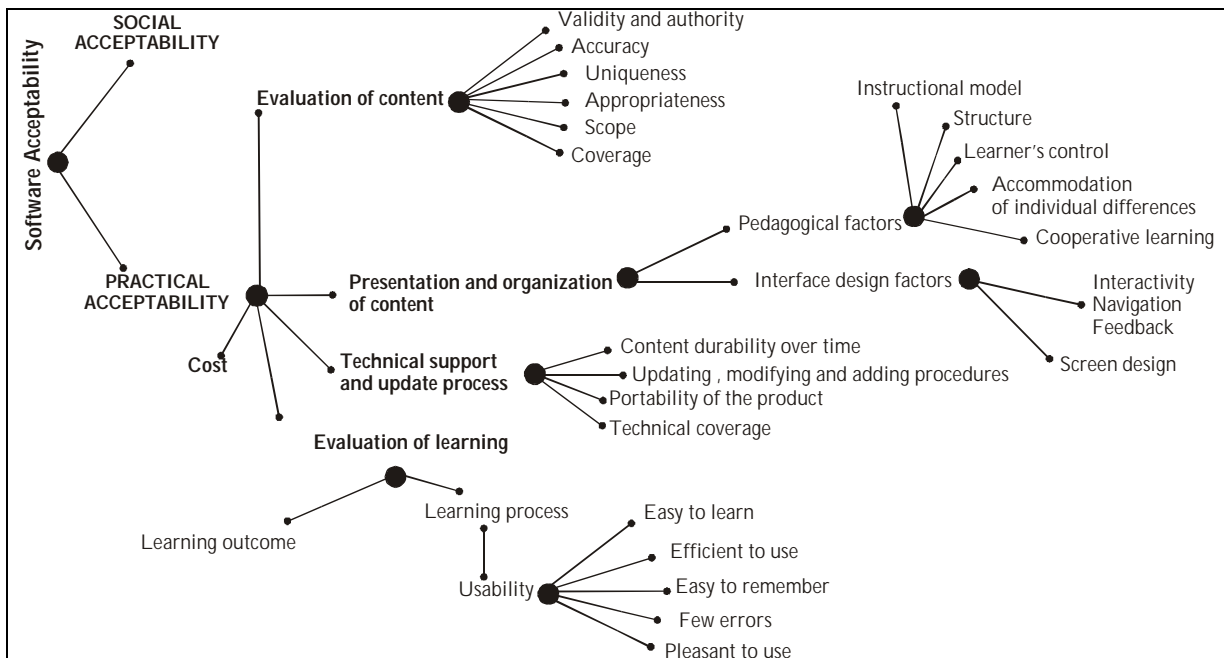 SOCIAL
ACCEPTABILITY
Software Acceptability
PRACTICAL
ACCEPTABILITY
Evaluation of content
Validity and authority
Accuracy
Uniqueness
Appropriateness
Scope
Coverage
Presentation and organization
of content
Pedagogical factors
Instructional model
Structure
Learner's control
Accommodation
of individual differences
Cooperative learning
Interface design factors
Interactivity
Navigation
Feedback
Screen design
Cost
Technical support
and update process
Content durability over time
Updating , modifying and adding procedures
Portability of the product
Technical coverage
Evaluation of learning
Learning outcome
Learning process
Usability
Easy to learn
Efficient to use
Easy to remember
Few errors
Pleasant to use